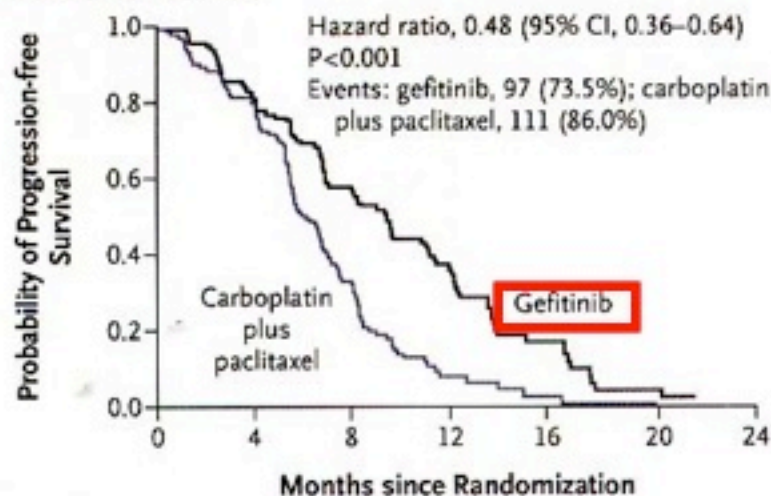 Hazard ratio, 0.48 (95% CI, 0.36–0.64)
P<0.001
Events: gefitinib, 97 (73.5%); carboplatin
plus paclitaxel, 111 (86.0%)
Probability of Progression-free
Survival
1.0
0.8
0.6
0.4
0.2
0.0
Carboplatin
plus
paclitaxel
Gefitinib
0 4 8 12 16 20 24
Months since Randomization